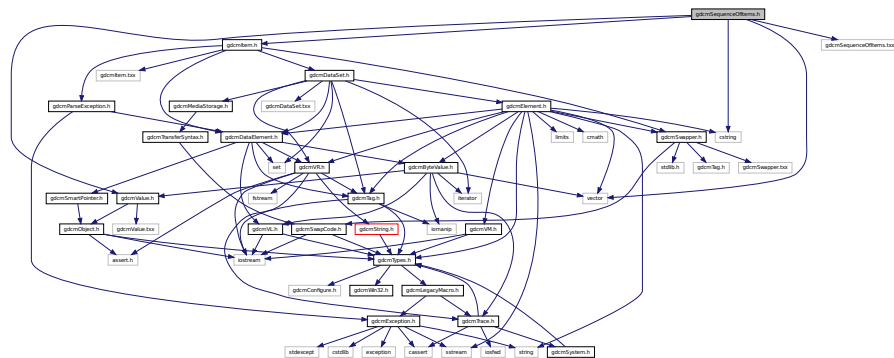 gdcmSequenceOfItems.h
gdcmItem.h
gdcmSequenceOfItems.txx
gdcmItem.txx
gdcmDataSet.h
gdcmParseException.h
gdcmMediaStorage.h
gdcmDataSet.txx
gdcmElement.h
gdcmTransferSyntax.h
gdcmDataElement.h
limits
cmath
gdcmSwapper.h
cstring
set
gdcmVR.h
gdcmByteValue.h
stdlib.h
gdcmTag.h
gdcmSwapper.txx
gdcmSmartPointer.h
gdcmValue.h
fstream
gdcmTag.h
iterator
vector
gdcmObject.h
gdcmValue.txx
gdcmVL.h
gdcmSwapCode.h
gdcmString.h
iomanip
gdcmVM.h
assert.h
iostream
gdcmTypes.h
gdcmConfigure.h
gdcmWin32.h
gdcmLegacyMacro.h
gdcmException.h
gdcmTrace.h
stdexcept
cstdlib
exception
cassert
sstream
iosfwd
string
gdcmSystem.h